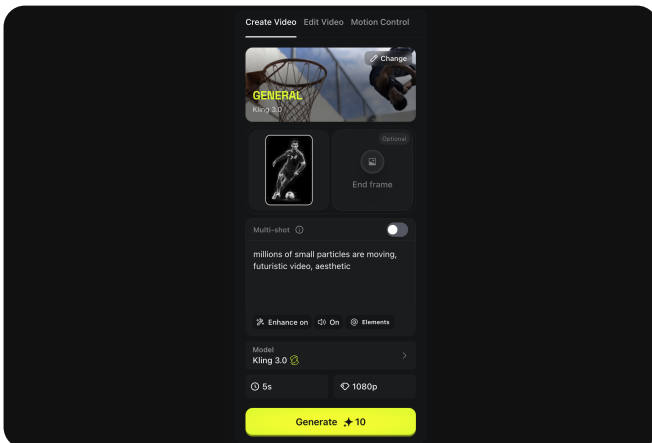 Create Video Edit Video Motion Control
Change
GENERAL
Kling 3.0
Optional
End frame
Multi-shot
millions of small particles are moving,
futuristic video, aesthetic
Enhance on On Elements
Model
Kling 3.0
5s 1080p
Generate 10